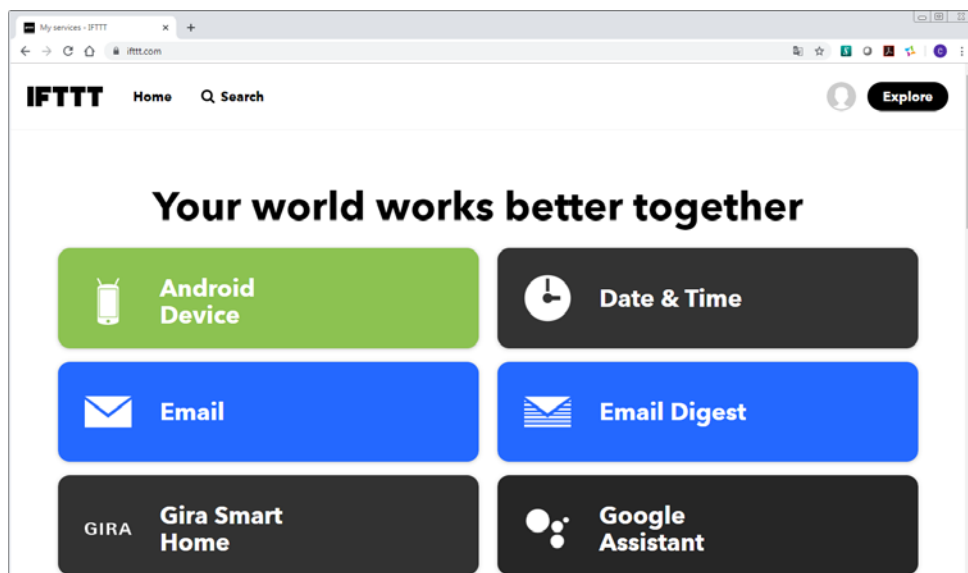 My services - IFTTT
ifttt.com
IFTTT Home Search Explore
Your world works better together
Android
Device
Date & Time
Email
Email Digest
GIRA
Gira Smart
Home
Google
Assistant